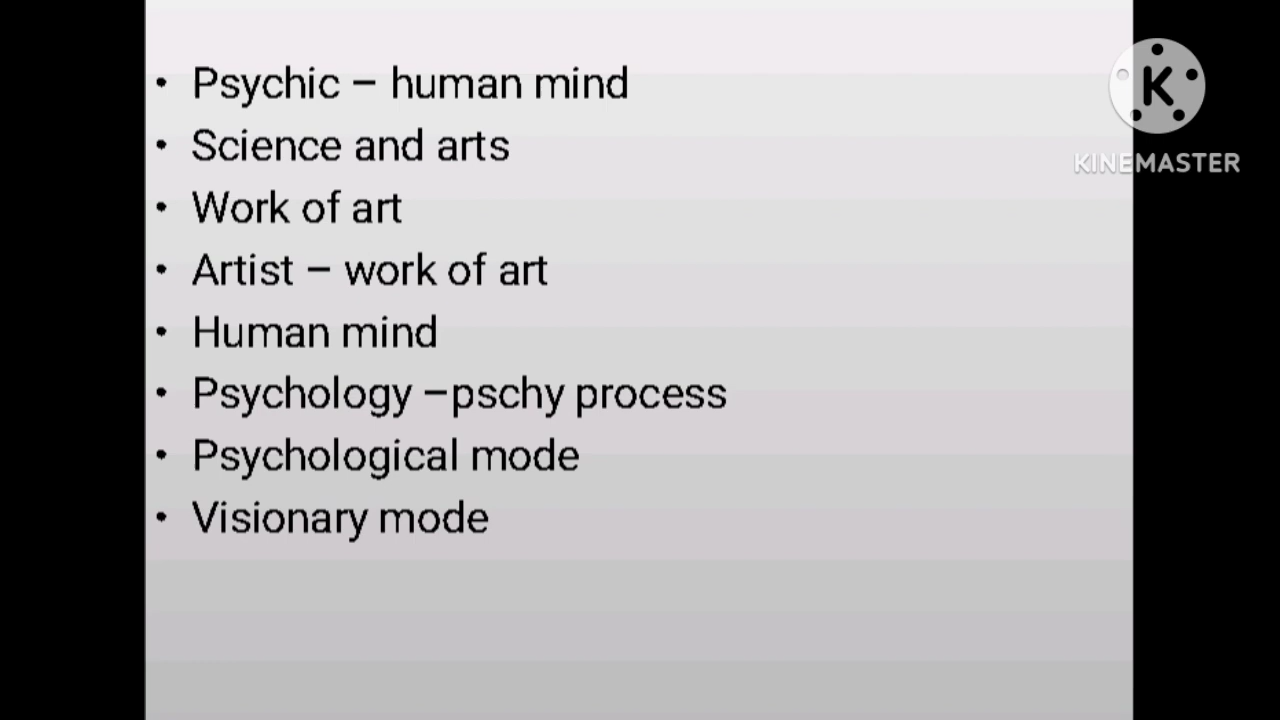 • Psychic – human mind
• Science and arts
• Work of art
• Artist – work of art
• Human mind
• Psychology –pschy process
• Psychological mode
• Visionary mode
K
KINEMASTER